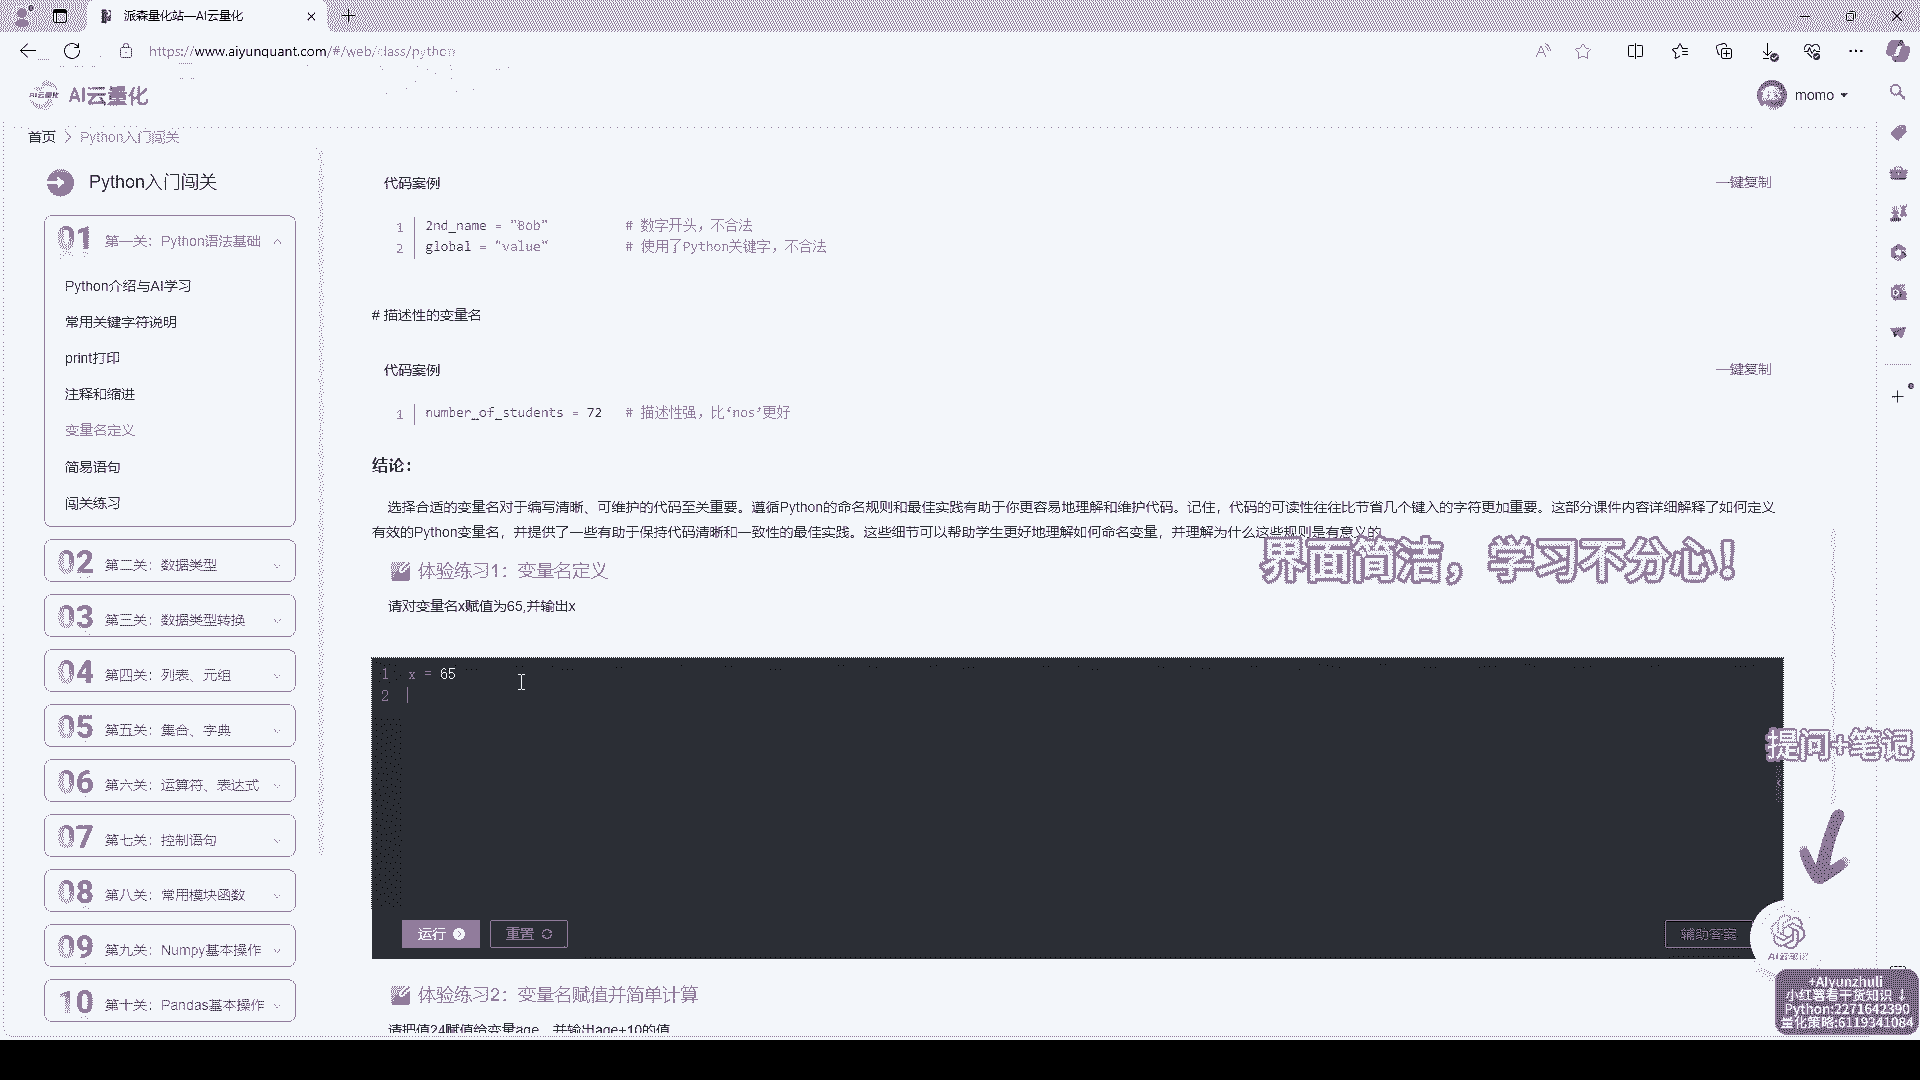 派森量化站—AI云量化
https://www.aiyunquant.com/#/web/class/python
AI云量化
momo
首页 > Python入门闯关
Python入门闯关
01 第一关：Python语法基础
Python介绍与AI学习
常用关键字符说明
print打印
注释和缩进
变量名定义
简易语句
闯关练习
02 第二关：数据类型
03 第三关：数据类型转换
04 第四关：列表、元组
05 第五关：集合、字典
06 第六关：运算符、表达式
07 第七关：控制语句
08 第八关：常用模块函数
09 第九关：Numpy基本操作
10 第十关：Pandas基本操作
代码案例 一键复制
1 2nd_name = "Bob" # 数字开头，不合法
2 global = "value" # 使用了Python关键字，不合法
# 描述性的变量名
代码案例 一键复制
1 number_of_students = 72 # 描述性强，比‘nos’更好
结论：
选择合适的变量名对于编写清晰、可维护的代码至关重要。遵循Python的命名规则和最佳实践有助于你更容易地理解和维护代码。记住，代码的可读性往往比节省几个键入的字符更加重要。这部分课件内容详细解释了如何定义
有效的Python变量名，并提供了一些有助于保持代码清晰和一致性的最佳实践。这些细节可以帮助学生更好地理解如何命名变量，并理解为什么这些规则是有意义的
界面简洁，学习不分心！
体验练习1：变量名定义
请对变量名x赋值为65,并输出x
1 x = 65
2
提问+笔记
运行
重置
辅助答案
AI云量化
体验练习2：变量名赋值并简单计算
请把值24赋值给变量age，并输出age+10的值
+AIyunzhuli
小红薯看干货知识 ↓
Python:2271642390
量化策略:6119341084